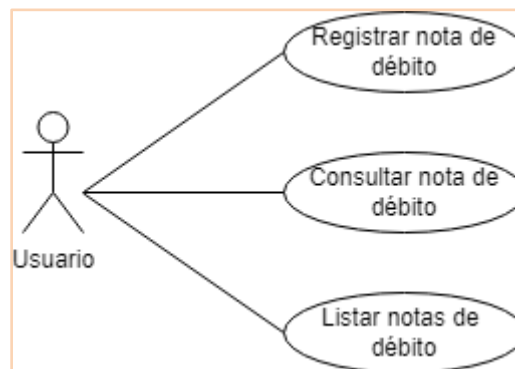 Registrar nota de
débito
Consultar nota de
débito
Usuario
Listar notas de
débito